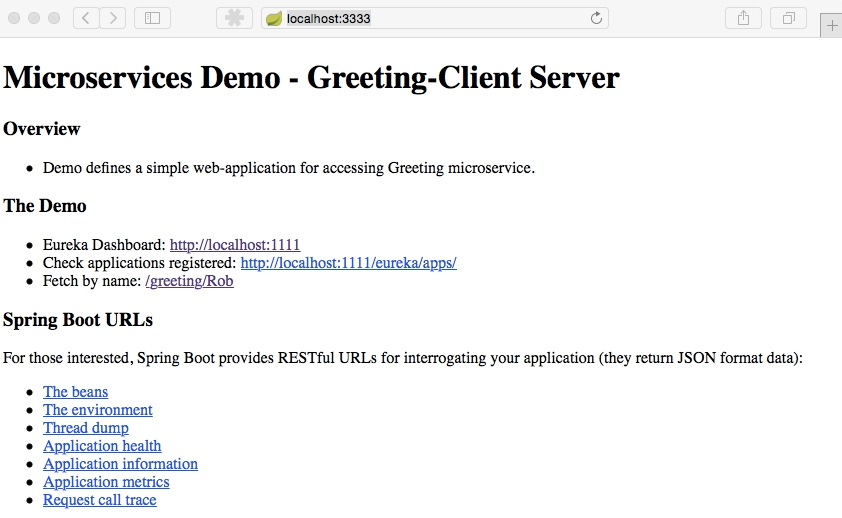 localhost:3333
Microservices Demo - Greeting-Client Server
Overview
Demo defines a simple web-application for accessing Greeting microservice.
The Demo
Eureka Dashboard: http://localhost:1111
Check applications registered: http://localhost:1111/eureka/apps/
Fetch by name: /greeting/Rob
Spring Boot URLs
For those interested, Spring Boot provides RESTful URLs for interrogating your application (they return JSON format data):
The beans
The environment
Thread dump
Application health
Application information
Application metrics
Request call trace